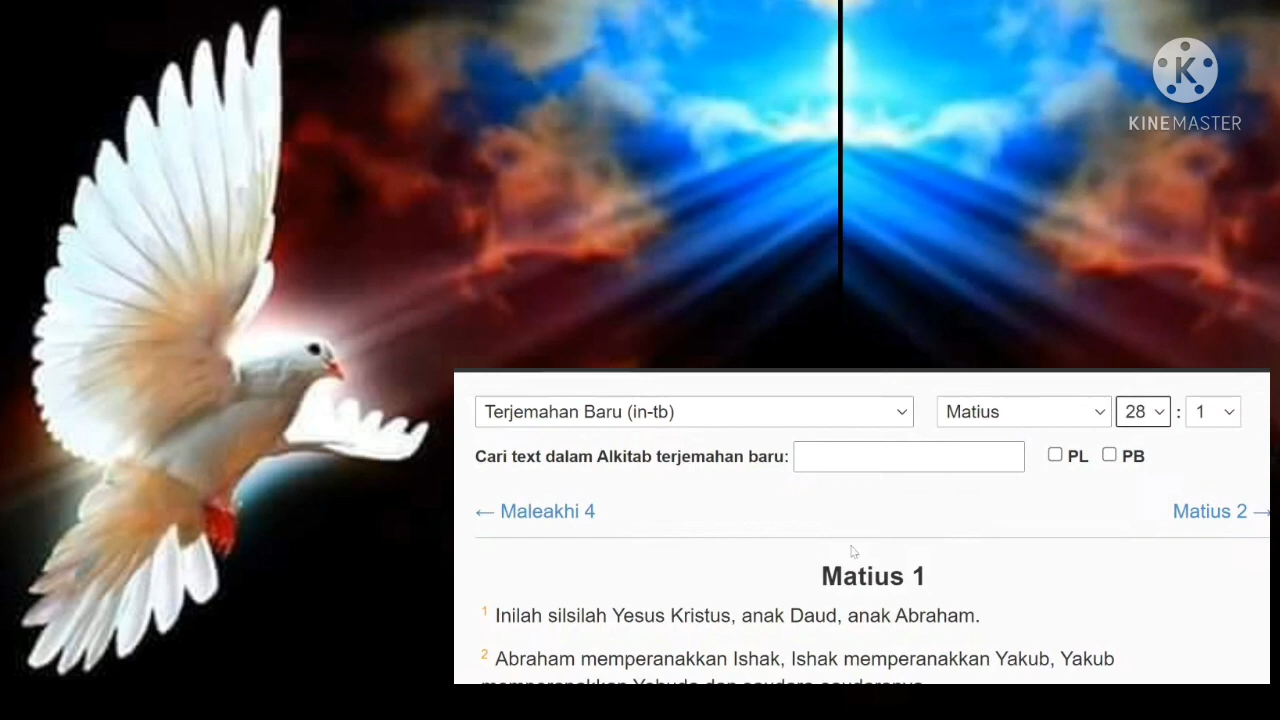 K
KINEMASTER
Terjemahan Baru (in-tb) Matius 28 : 1
Cari text dalam Alkitab terjemahan baru: PL PB
← Maleakhi 4 Matius 2 →
Matius 1
1 Inilah silsilah Yesus Kristus, anak Daud, anak Abraham.
2 Abraham memperanakkan Ishak, Ishak memperanakkan Yakub, Yakub